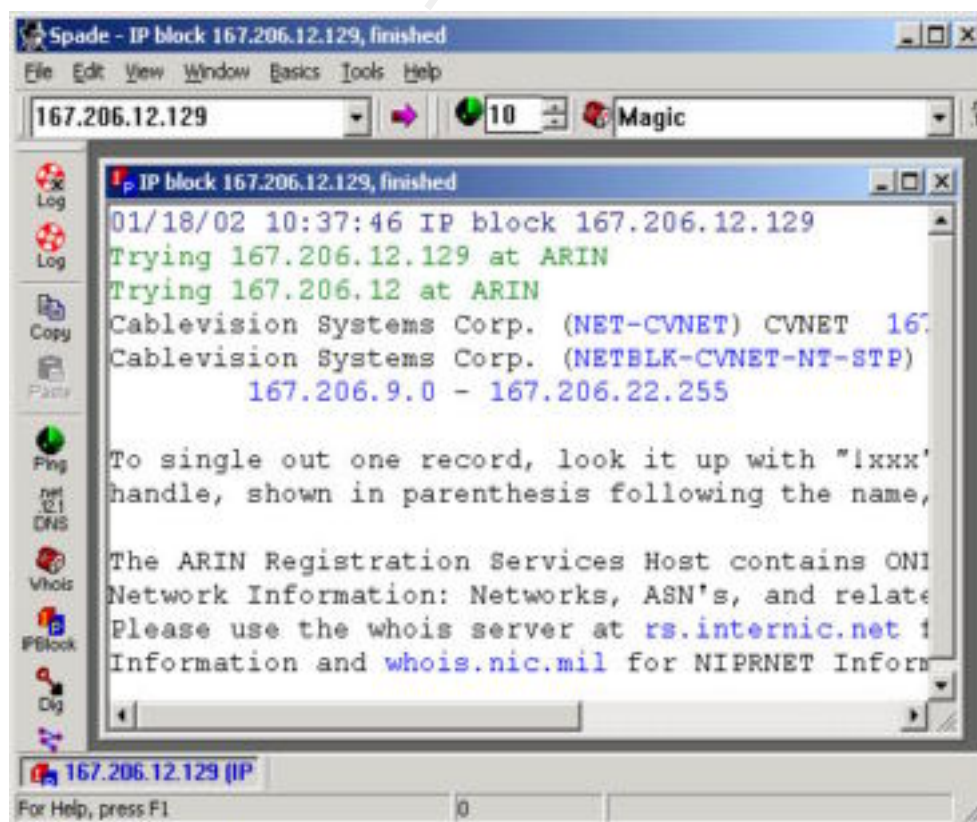 Spade - IP block 167.206.12.129, finished
File Edit View Window Basics Tools Help
167.206.12.129 10 Magic
IP block 167.206.12.129, finished
01/18/02 10:37:46 IP block 167.206.12.129
Trying 167.206.12.129 at ARIN
Trying 167.206.12 at ARIN
Cablevision Systems Corp. (NET-CVNET) CVNET 167
Cablevision Systems Corp. (NETBLK-CVNET-NT-STP)
167.206.9.0 - 167.206.22.255
To single out one record, look it up with "!xxx"
handle, shown in parenthesis following the name,
The ARIN Registration Services Host contains
Network Information: Networks, ASN's, and relate
Please use the whois server at rs.internic.net f
Information and whois.nic.mil for NIPRNET Inform
Log
Log
Copy
Paste
Ping
DNS
Whois
IPBlock
Dig
167.206.12.129 (IP
For Help, press F1 0